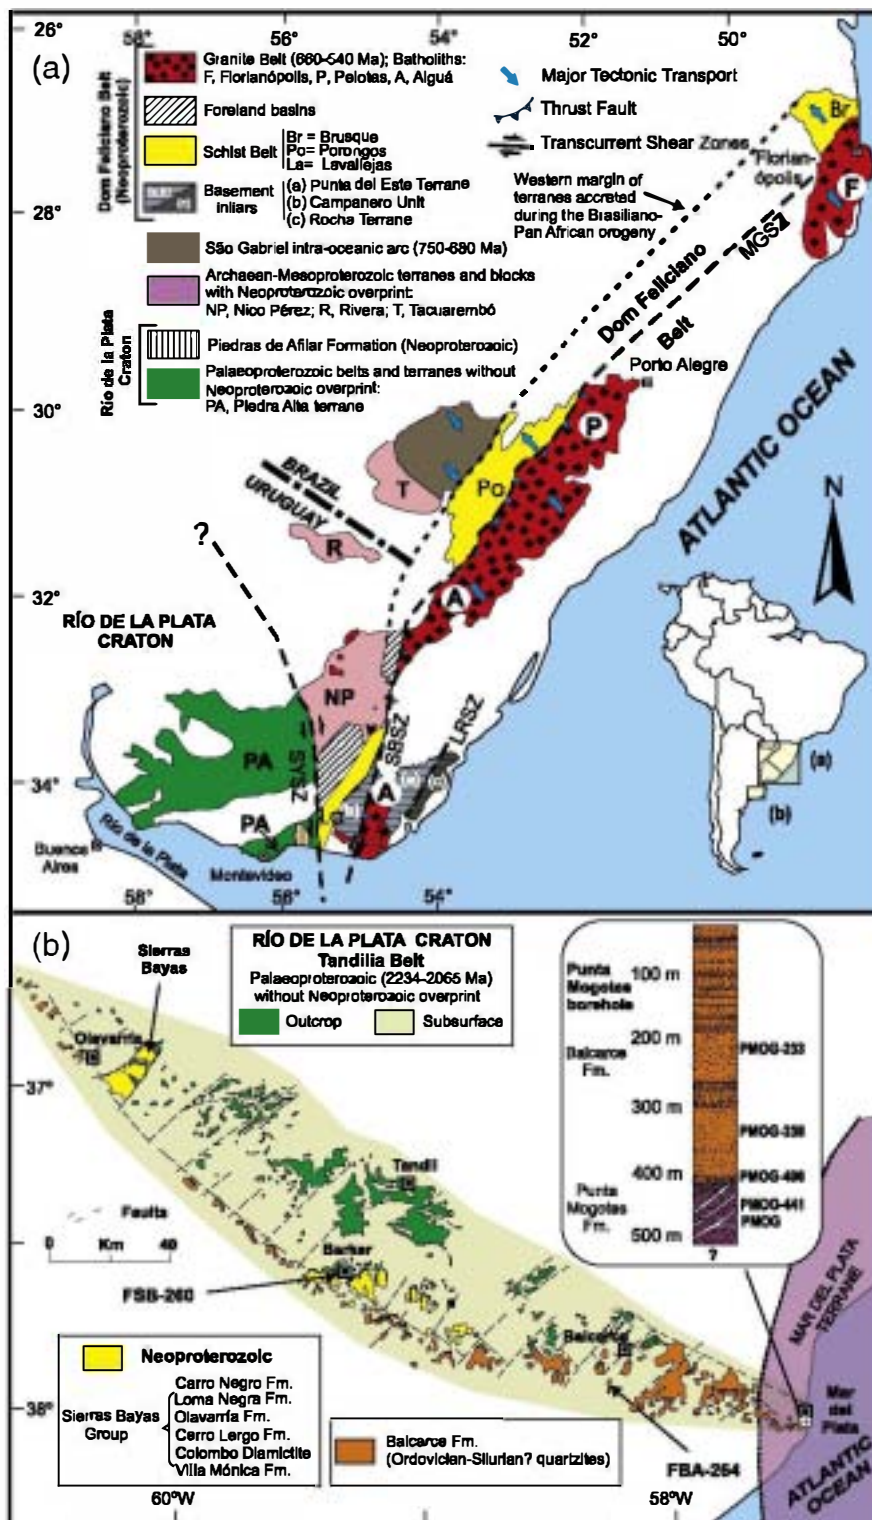 26°
58°
56°
54°
52°
50°
(a)
Dom Feliciano Belt
(Neoproterozoic)
Granite Belt (660-540 Ma); Batholiths:
F, Florianópolis, P, Pelotas, A, Aiguá
Foreland basins
Schist Belt
Br = Brusque
Po= Porongos
La= Lavallejas
Basement
inliars
(a) Punta del Este Terrane
(b) Campanero Unit
(c) Rocha Terrane
São Gabriel intra-oceanic arc (750-680 Ma)
Archaean-Mesoproterozoic terranes and blocks
with Neoproterozoic overprint:
NP, Nico Pérez; R, Rivera; T, Tacuarembó
Río de la Plata
Craton
Piedras de Afilar Formation (Neoproterozoic)
Palaeoproterozoic belts and terranes without
Neoproterozoic overprint:
PA, Piedra Alta terrane
Major Tectonic Transport
Thrust Fault
Transcurrent Shear Zones
Western margin of
terranes accreted
during the Brasiliano-
Pan African orogeny
Br
Florian-
ópolis
F
28°
MGSZ
Dom Feliciano
Belt
Porto Alegre
30°
P
Po
T
BRAZIL
URUGUAY
R
?
ATLANTIC OCEAN
N
32°
A
RÍO DE LA PLATA
CRATON
NP
PA
SYSZ
SBSZ
LRSZ
A
34°
PA
Río de la Plata
Buenos
Aires
Montevideo
58°
56°
54°
(a)
(b)
(b)
Sierras
Bayas
RÍO DE LA PLATA CRATON
Tandilia Belt
Palaeoproterozoic (2234-2065 Ma)
without Neoproterozoic overprint
Outcrop
Subsurface
Punta
Mogotes
borehole
100 m
200 m
Balcarce
Fm.
300 m
400 m
Punta
Mogotes
Fm.
500 m
?
PMOG-233
PMOG-338
PMOG-406
PMOG-441
PMOG
Olavarría
37°
Tandil
Faults
0 Km 40
Barker
FSB-260
Balcarce
MAR DEL PLATA
TERRANE
Mar
del
Plata
ATLANTIC
OCEAN
38°
Neoproterozoic
Sierras Bayas
Group
Carro Negro Fm.
Loma Negra Fm.
Olavarría Fm.
Cerro Largo Fm.
Colombo Diamictite
Villa Mónica Fm.
Balcarce Fm.
(Ordovician-Silurian? quartzites)
FBA-254
60°W
58°W